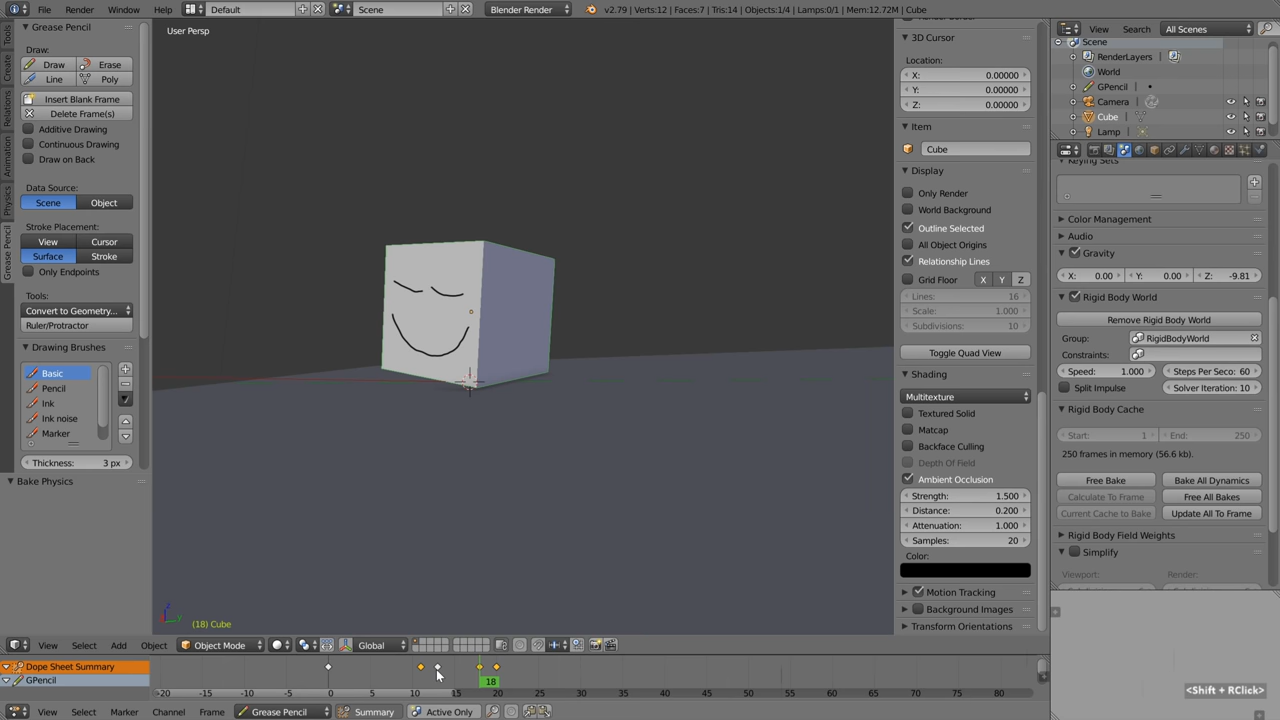 File Edit Render Window Help Default Scene Blender Render v2.79 | Verts:12 | Faces:7 | Tris:14 | Objects:1/4 | Lamps:0/1 | Mem:12.72M | Cube
Tools
Create
Relations
Animation
Physics
Grease Pencil
Grease Pencil
Draw:
Draw Erase
Line Poly
Insert Blank Frame
Delete Frame(s)
Additive Drawing
Continuous Drawing
Draw on Back
Data Source:
Scene Object
Stroke Placement:
View Cursor
Surface Stroke
Only Endpoints
Tools:
Convert to Geometry...
Ruler/Protractor
Drawing Brushes
Basic
Pencil
Ink
Ink noise
Marker
Thickness: 3 px
Bake Physics
User Persp
(18) Cube
3D Cursor
Location:
X: 0.00000
Y: 0.00000
Z: 0.00000
Item
Cube
Display
Only Render
World Background
Outline Selected
All Object Origins
Relationship Lines
Grid Floor X Y Z
Lines: 16
Scale: 1.000
Subdivisions: 10
Toggle Quad View
Shading
Multitexture
Textured Solid
Matcap
Backface Culling
Depth Of Field
Ambient Occlusion
Strength: 1.500
Distance: 0.200
Attenuation: 1.000
Samples: 20
Color:
Motion Tracking
Background Images
Transform Orientations
View Search All Scenes
Scene
RenderLayers
World
GPencil
Camera
Cube
Lamp
Keying Sets
Color Management
Audio
Gravity
X: 0.00 Y: 0.00 Z: -9.81
Rigid Body World
Remove Rigid Body World
Group: RigidBodyWorld
Constraints:
Speed: 1.000 Steps Per Seco: 60
Split Impulse Solver Iteration: 10
Rigid Body Cache
Start: 1 End: 250
250 frames in memory (56.6 kb).
Free Bake Bake All Dynamics
Calculate To Frame Free All Bakes
Current Cache to Bake Update All To Frame
Rigid Body Field Weights
Simplify
Viewport: Render:
View Select Add Object Object Mode Global
Dope Sheet Summary
GPencil
18
-20 -15 -10 -5 0 5 10 15 20 25 30 35 40 45 50 55 60 65 70 75 80
View Select Marker Channel Frame Grease Pencil Summary Active Only
<Shift + RClick>